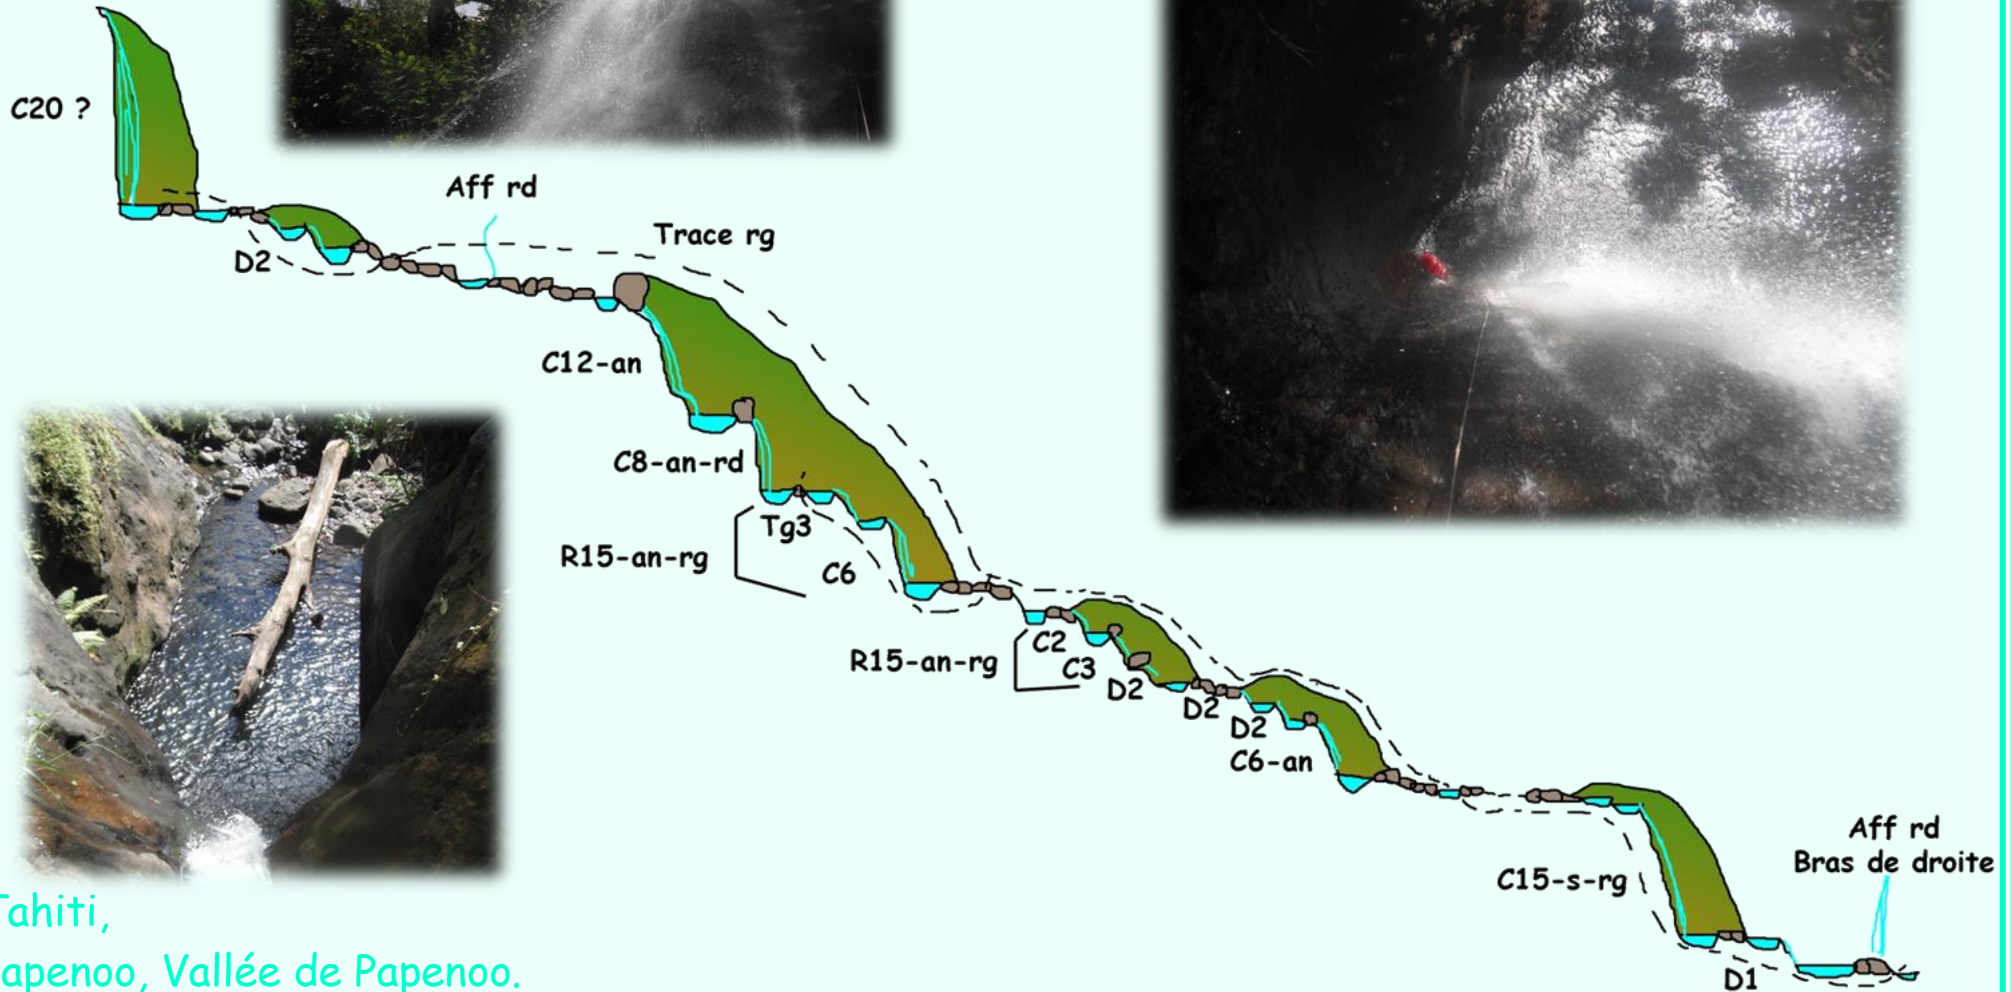 C20 ?
Aff rd
Trace rg
D2
C12-an
C8-an-rd
Tg3
R15-an-rg
C6
R15-an-rg
C2
C3
D2
D2
D2
C6-an
Aff rd
Bras de droite
C15-s-rg
D1
Tahiti,
apenoo, Vallée de Papenoo.